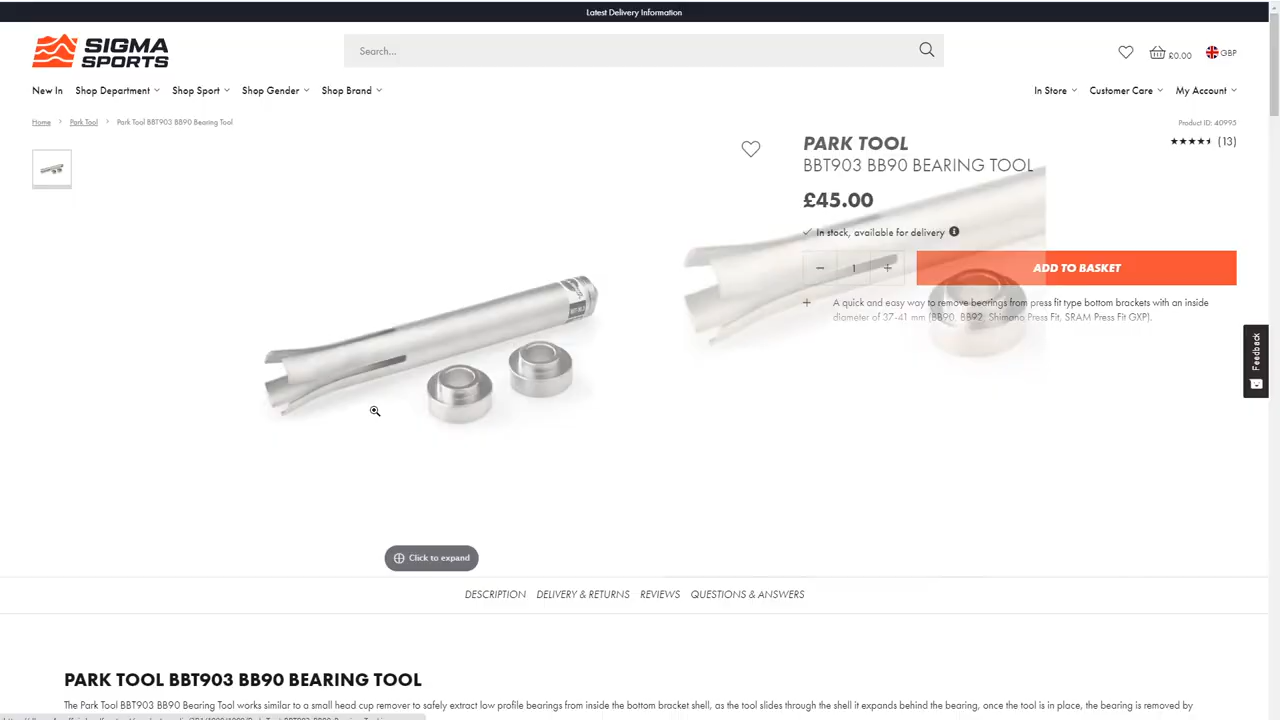 Latest Delivery Information
SIGMA SPORTS
Search...
£0.00
GBP
New In
Shop Department
Shop Sport
Shop Gender
Shop Brand
In Store
Customer Care
My Account
Home
Park Tool
Park Tool BBT903 BB90 Bearing Tool
Product ID: 40995
(13)
PARK TOOL
BBT903 BB90 BEARING TOOL
£45.00
In stock, available for delivery
1
ADD TO BASKET
A quick and easy way to remove bearings from press fit type bottom brackets with an inside
diameter of 37-41 mm (BB90, BB92, Shimano Press Fit, SRAM Press Fit GXP).
Feedback
Click to expand
DESCRIPTION
DELIVERY & RETURNS
REVIEWS
QUESTIONS & ANSWERS
PARK TOOL BBT903 BB90 BEARING TOOL
The Park Tool BBT903 BB90 Bearing Tool works similar to a small head cup remover to safely extract low profile bearings from inside the bottom bracket shell, as the tool slides through the shell it expands behind the bearing, once the tool is in place, the bearing is removed by